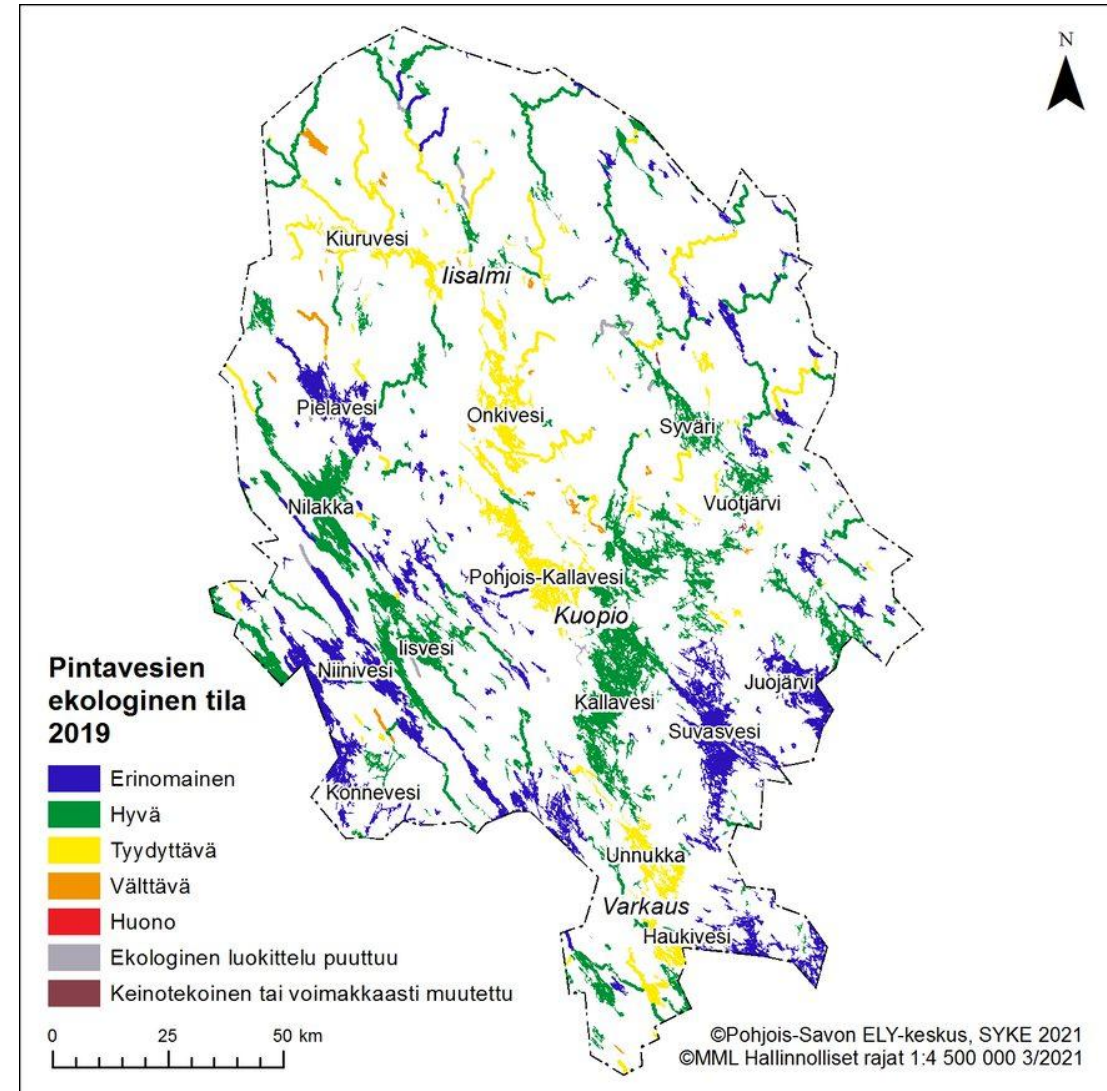 N
Kiuruvesi
Iisalmi
Pielavesi
Onkivesi
Syväri
Vuotjärvi
Nilakka
Pohjois-Kallavesi
Kuopio
Iisvesi
Niinivesi
Juojärvi
Kallavesi
Suvasvesi
Konnevesi
Unnukka
Varkaus
Haukivesi
Pintavesien
ekologinen tila
2019
Erinomainen
Hyvä
Tyydyttävä
Välttävä
Huono
Ekologinen luokittelu puuttuu
Keinotekoinen tai voimakkaasti muutettu
0 25 50 km
©Pohjois-Savon ELY-keskus, SYKE 2021
©MML Hallinnolliset rajat 1:4 500 000 3/2021